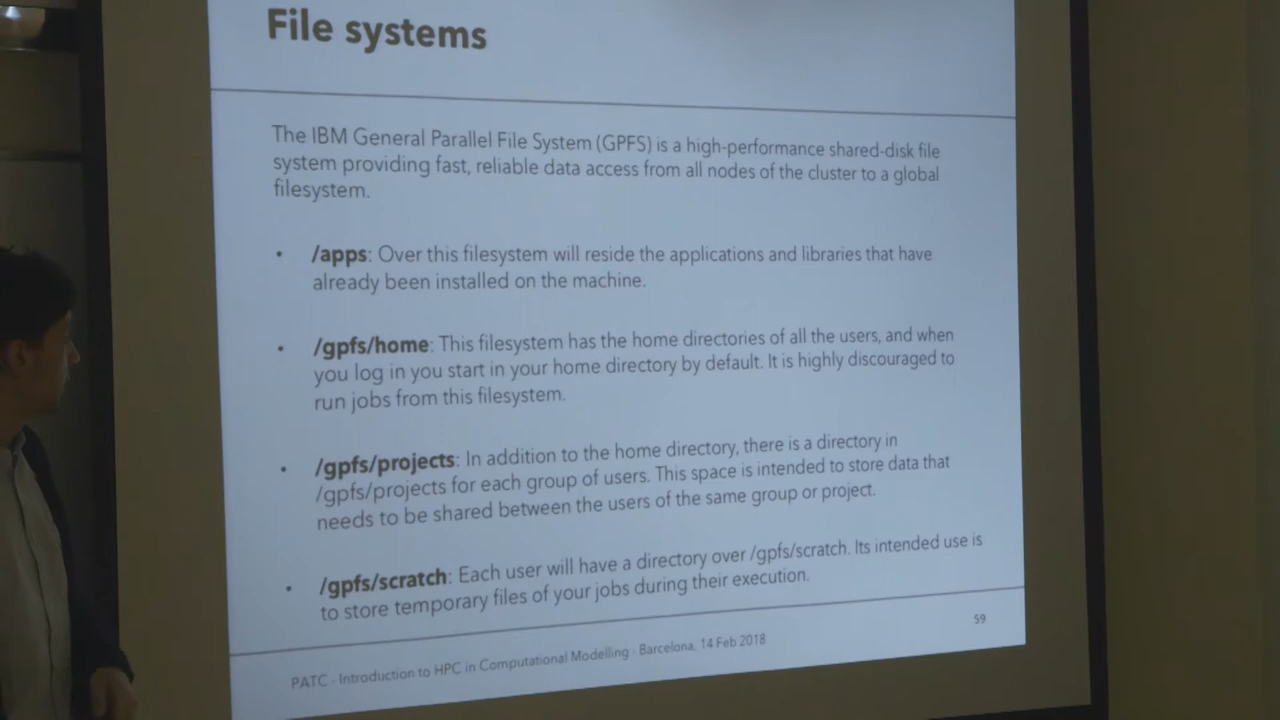 File systems
The IBM General Parallel File System (GPFS) is a high-performance shared-disk file
system providing fast, reliable data access from all nodes of the cluster to a global
filesystem.
• /apps: Over this filesystem will reside the applications and libraries that have
already been installed on the machine.
• /gpfs/home: This filesystem has the home directories of all the users, and when
you log in you start in your home directory by default. It is highly discouraged to
run jobs from this filesystem.
• /gpfs/projects: In addition to the home directory, there is a directory in
/gpfs/projects for each group of users. This space is intended to store data that
needs to be shared between the users of the same group or project.
• /gpfs/scratch: Each user will have a directory over /gpfs/scratch. Its intended use is
to store temporary files of your jobs during their execution.
59
PATC - Introduction to HPC in Computational Modelling - Barcelona, 14 Feb 2018